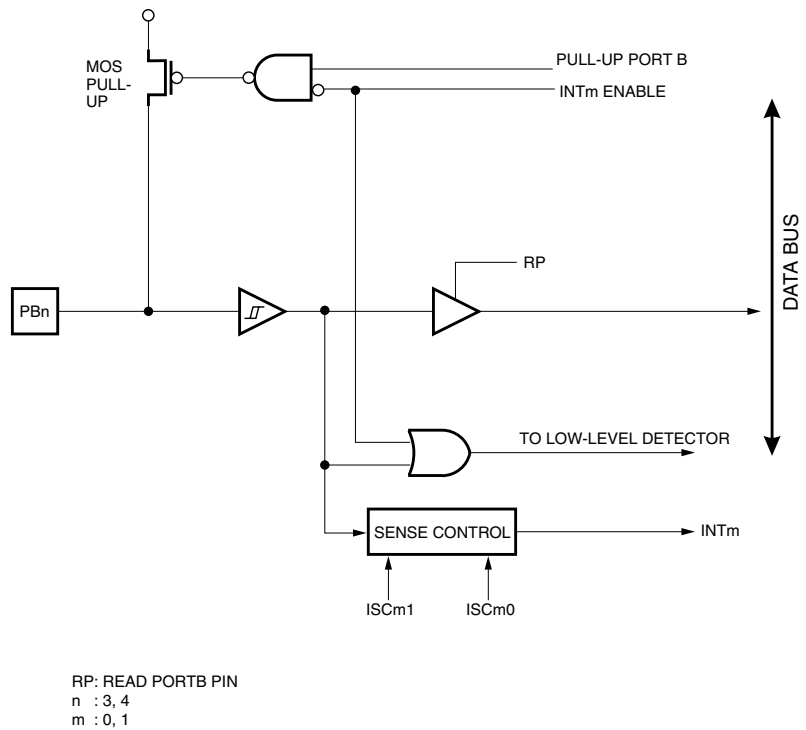 MOS
PULL-
UP
PULL-UP PORT B
INTm ENABLE
RP
DATA BUS
PBn
TO LOW-LEVEL DETECTOR
SENSE CONTROL
INTm
ISCm1
ISCm0
RP: READ PORTB PIN
n : 3, 4
m : 0, 1